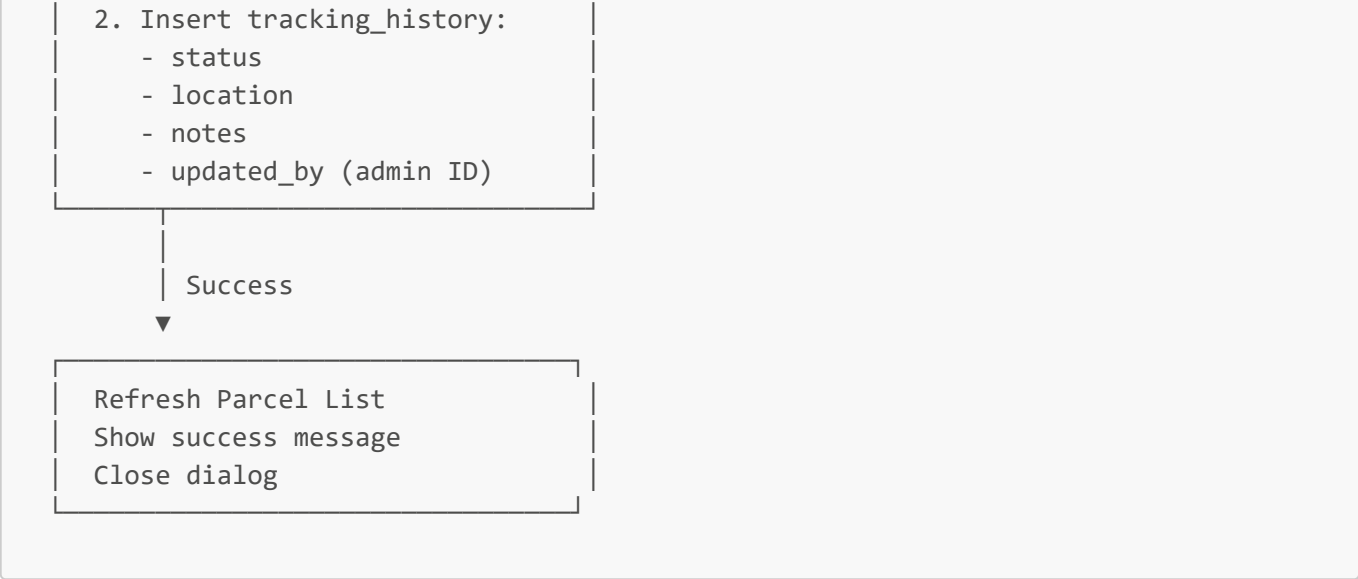 2. Insert tracking_history:
- status
- location
- notes
- updated_by (admin ID)
Success
Refresh Parcel List
Show success message
Close dialog